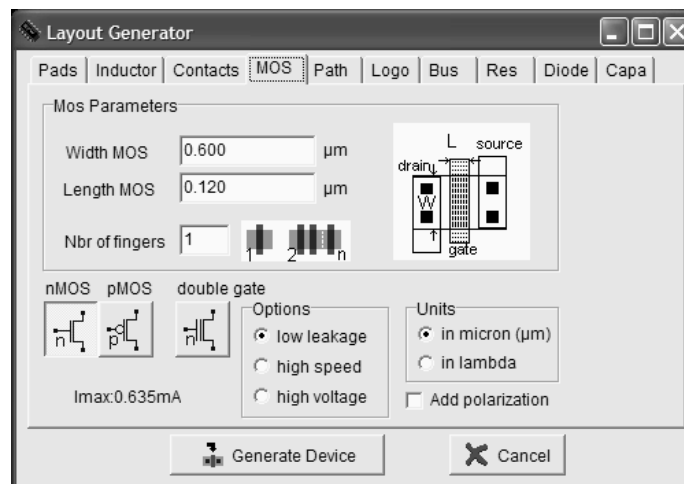 Layout Generator
Pads Inductor Contacts MOS Path Logo Bus Res Diode Capa
Mos Parameters
Width MOS 0.600 µm
Length MOS 0.120 µm
Nbr of fingers 1
1 2 n
L source
drain
W
gate
nMOS pMOS double gate
n p n
Options
low leakage
high speed
high voltage
Units
in micron (µm)
in lambda
Imax:0.635mA
Add polarization
Generate Device Cancel